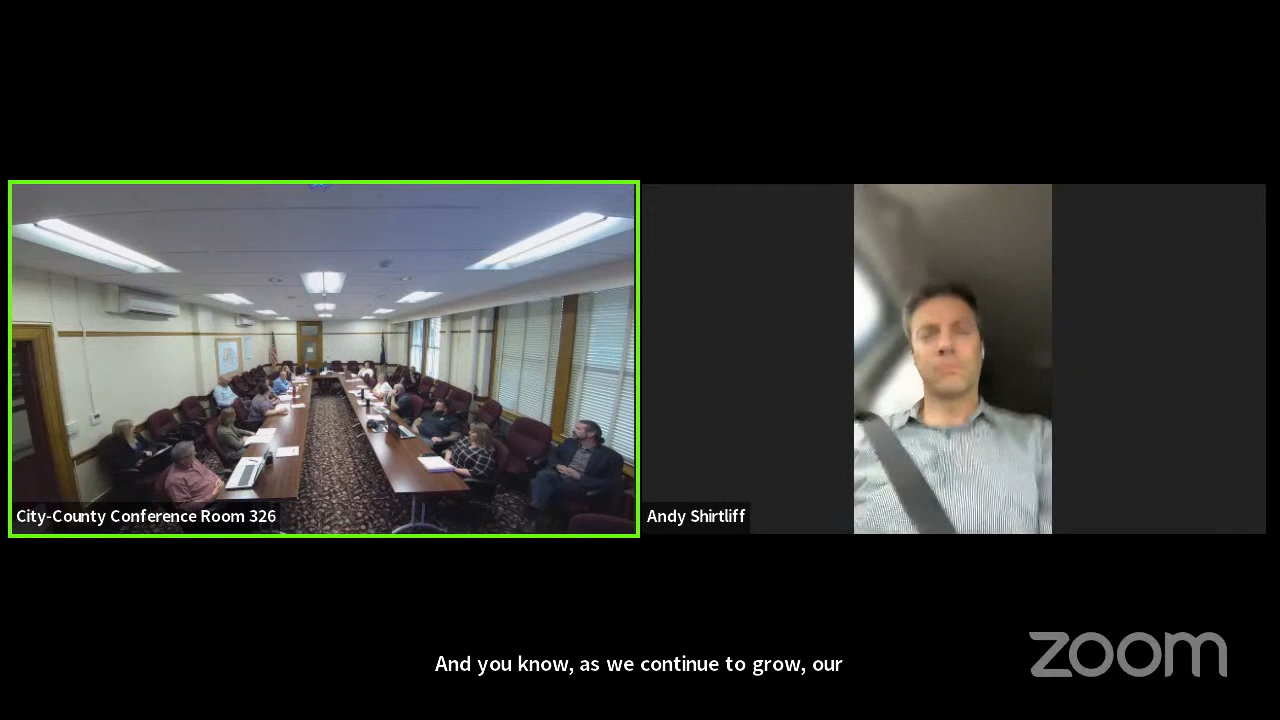 City-County Conference Room 326
Andy Shirtliff
And you know, as we continue to grow, our
zoom